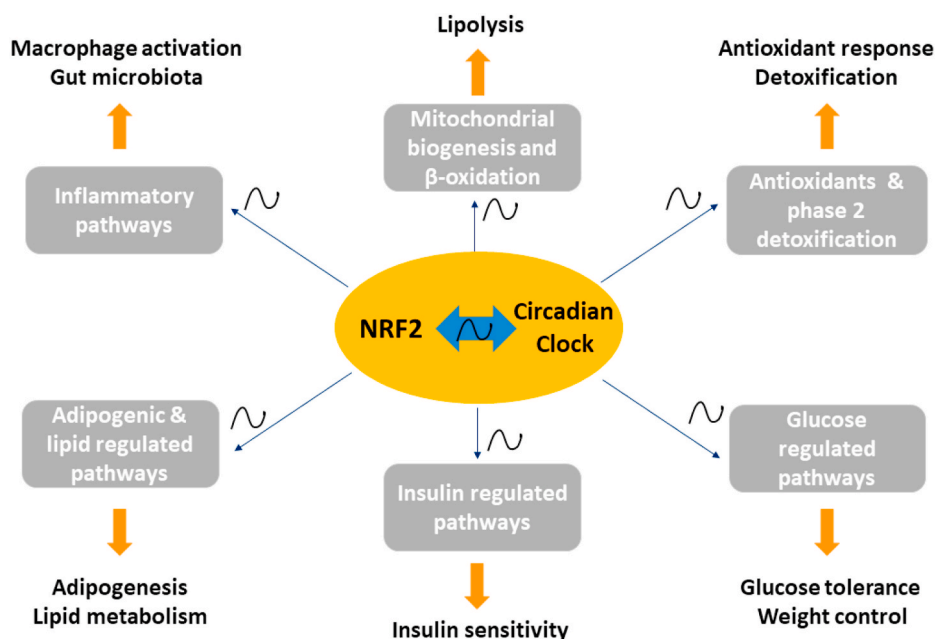 Macrophage activation
Gut microbiota
Lipolysis
Antioxidant response
Detoxification
Inflammatory
pathways
Mitochondrial
biogenesis and
β-oxidation
Antioxidants &
phase 2
detoxification
NRF2
Circadian
Clock
Adipogenic &
lipid regulated
pathways
Insulin regulated
pathways
Glucose
regulated
pathways
Adipogenesis
Lipid metabolism
Insulin sensitivity
Glucose tolerance
Weight control